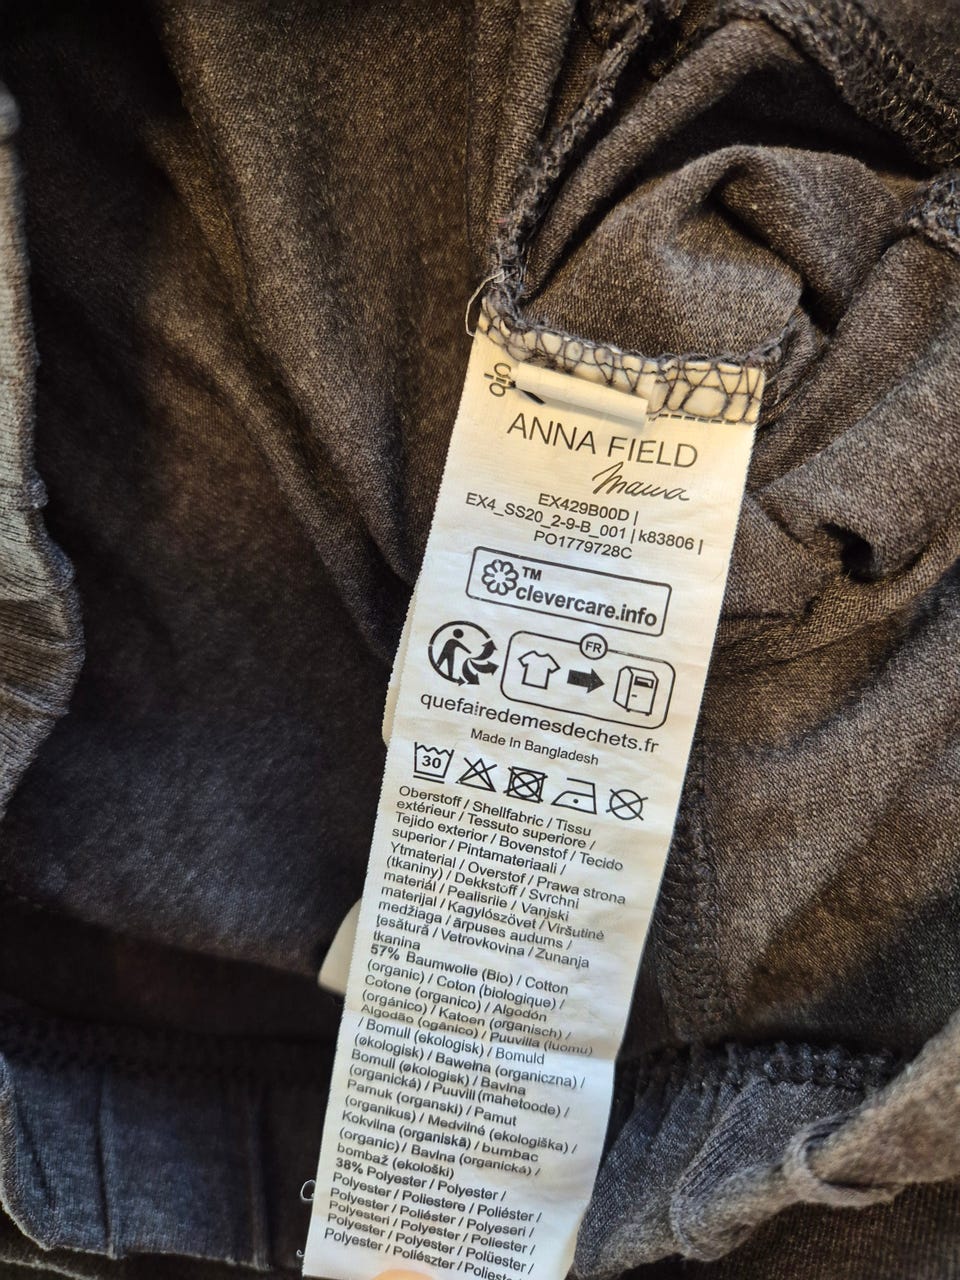 ANNA FIELD
Mama
EX429B00D |
EX4_SS20_2-9-B_001 | k83806 |
PO1779728C
TM
clevercare.info
FR
quefairedemesdechets.fr
Made In Bangladesh
30
Oberstoff / Shellfabric / Tissu
extérieur / Tessuto superiore /
Tejido exterior / Bovenstof / Tecido
superior / Pintamateriaali /
Ytmaterial / Overstof / Prawa strona
(tkaniny) / Dekkstoff / Svrchni
materiál / Pealisriie / Vanjski
materijal / Kagylószövet / Viršutinė
medžiaga / ārpuses audums /
țesătură / Vetrovkovina / Zunanja
tkanina
57% Baumwolle (Bio) / Cotton
(organic) / Coton (biologique) /
Cotone (organico) / Algodón
(orgánico) / Katoen (organisch) /
Algodão (ogânico) / Puuvilla (luomu)
/ Bomull (ekologisk) / Bomuld
(økologisk) / Bawełna (organiczna) /
Bomull (økologisk) / Bavlna
(organická) / Puuvill (mahetoode) /
Pamuk (organski) / Pamut
(organikus) / Medvilnė (ekologiška) /
Kokvilna (organiskā) / bumbac
(organic) / Bavlna (organická) /
bombaž (ekološki)
38% Polyester / Polyester /
Polyester / Poliestere / Poliéster /
Polyester / Poliéster / Polyeseri /
Polyester / Polyester / Poliester /
Polyester / Polyester / Polüester /
Polyester / Poliészter / Poliest